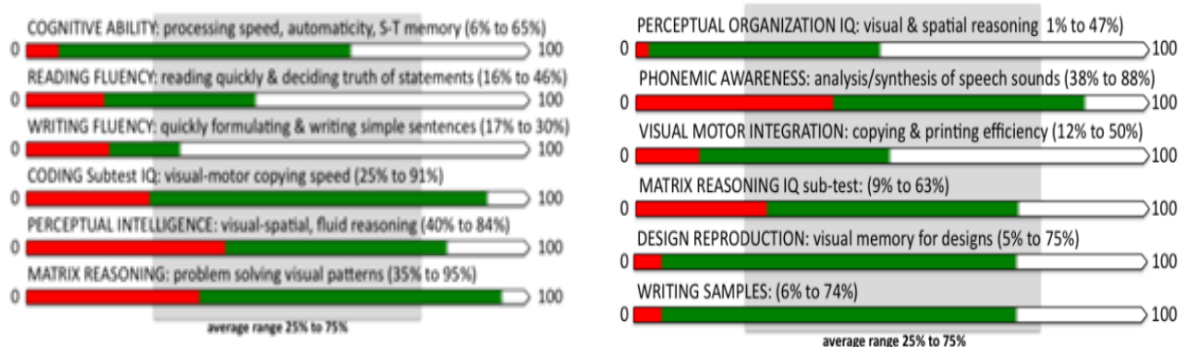 COGNITIVE ABILITY: processing speed, automaticity, S-T memory (6% to 65%)
0 100
READING FLUENCY: reading quickly & deciding truth of statements (16% to 46%)
0 100
WRITING FLUENCY: quickly formulating & writing simple sentences (17% to 30%)
0 100
CODING Subtest IQ: visual-motor copying speed (25% to 91%)
0 100
PERCEPTUAL INTELLIGENCE: visual-spatial, fluid reasoning (40% to 84%)
0 100
MATRIX REASONING: problem solving visual patterns (35% to 95%)
0 100
average range 25% to 75%
PERCEPTUAL ORGANIZATION IQ: visual & spatial reasoning 1% to 47%)
0 100
PHONEMIC AWARENESS: analysis/synthesis of speech sounds (38% to 88%)
0 100
VISUAL MOTOR INTEGRATION: copying & printing efficiency (12% to 50%)
0 100
MATRIX REASONING IQ sub-test: (9% to 63%)
0 100
DESIGN REPRODUCTION: visual memory for designs (5% to 75%)
0 100
WRITING SAMPLES: (6% to 74%)
0 100
average range 25% to 75%